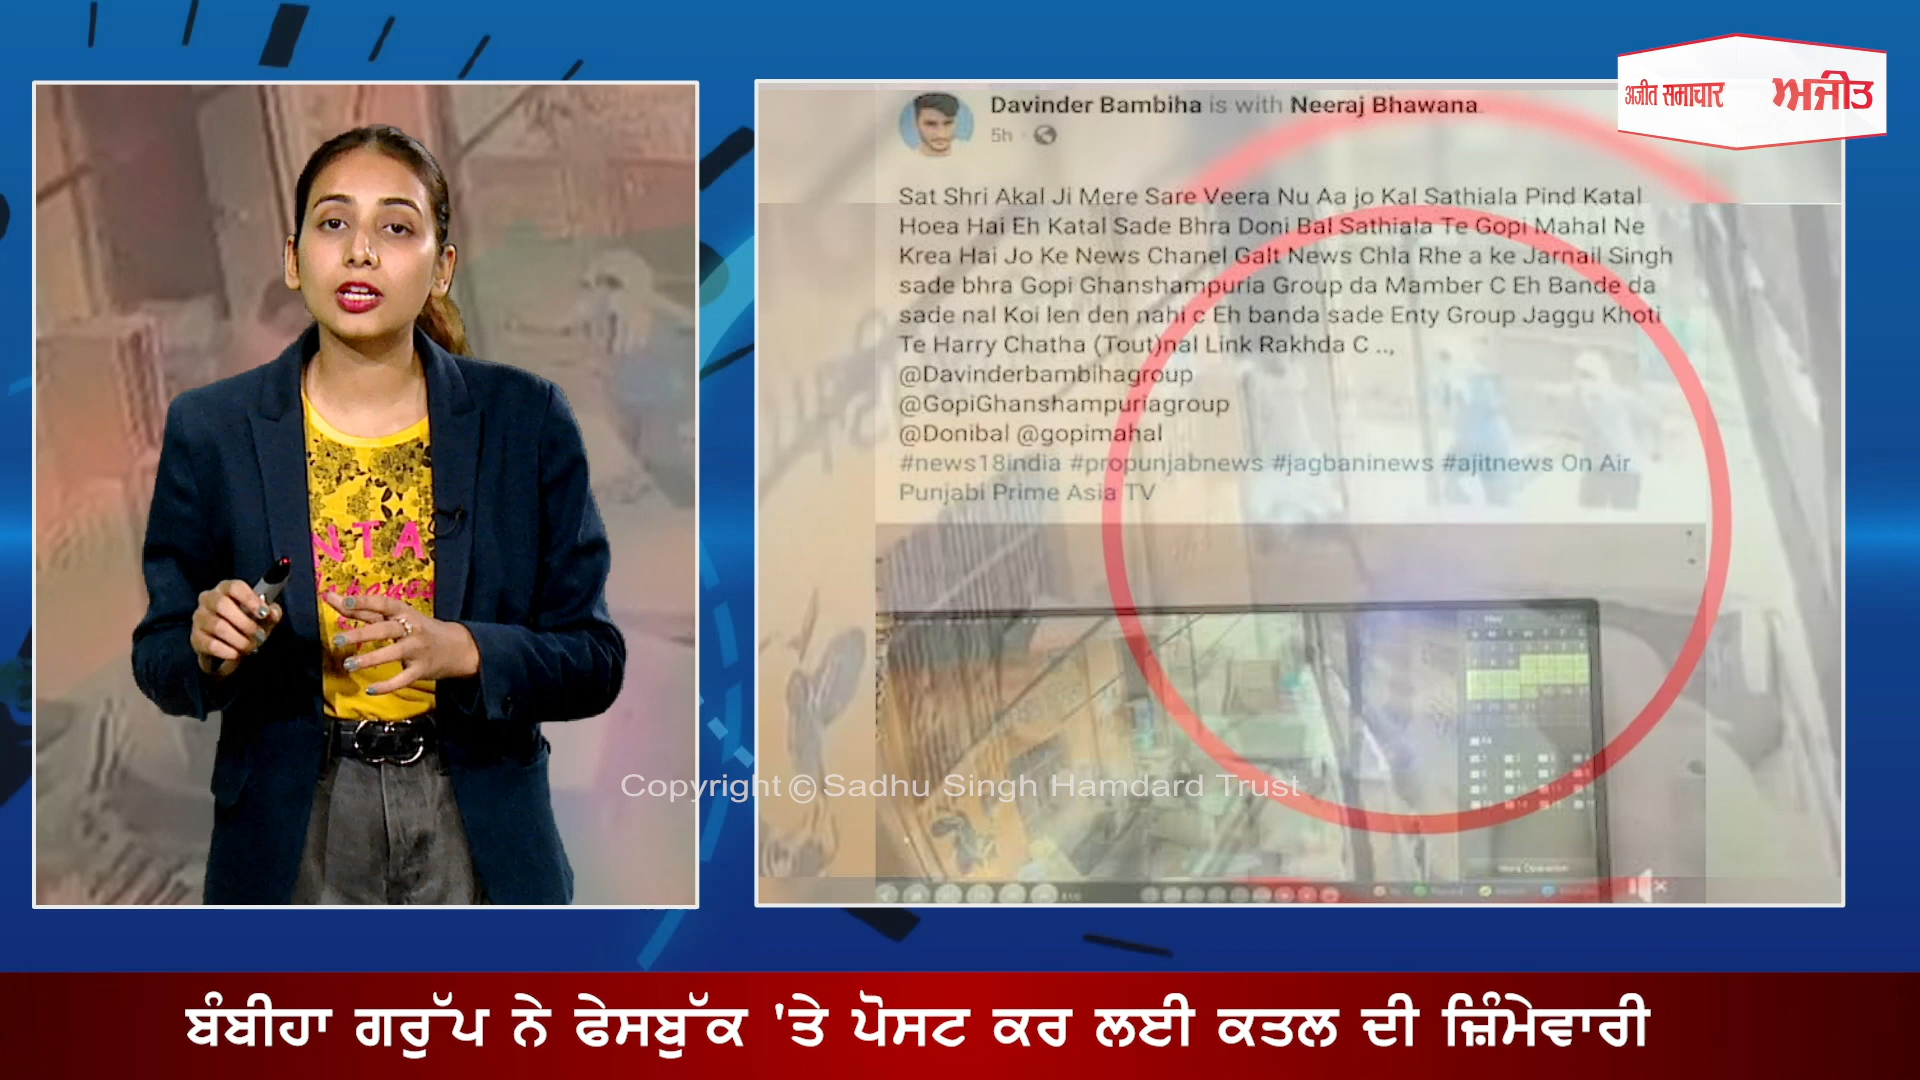 अजीत समाचार ਅਜੀਤ
Davinder Bambiha is with Neeraj Bhawana.
5h
Sat Shri Akal Ji Mere Sare Veera Nu Aa jo Kal Sathiala Pind Katal
Hoea Hai Eh Katal Sade Bhra Doni Bal Sathiala Te Gopi Mahal Ne
Krea Hai Jo Ke News Chanel Galt News Chla Rhe a ke Jarnail Singh
sade bhra Gopi Ghanshampuria Group da Mamber C Eh Bande da
sade nal Koi len den nahi c Eh banda sade Enty Group Jaggu Khoti
Te Harry Chatha (Tout)nal Link Rakhda C ..,
@Davinderbambihagroup
@GopiGhanshampuriagroup
@Donibal @gopimahal
#news18india #propunjabnews #jagbaninews #ajitnews On Air
Punjabi Prime Asia TV
NTA
Copyright © Sadhu Singh Hamdard Trust
ਬੰਬੀਹਾ ਗਰੁੱਪ ਨੇ ਫੇਸਬੁੱਕ 'ਤੇ ਪੋਸਟ ਕਰ ਲਈ ਕਤਲ ਦੀ ਜ਼ਿੰਮੇਵਾਰੀ